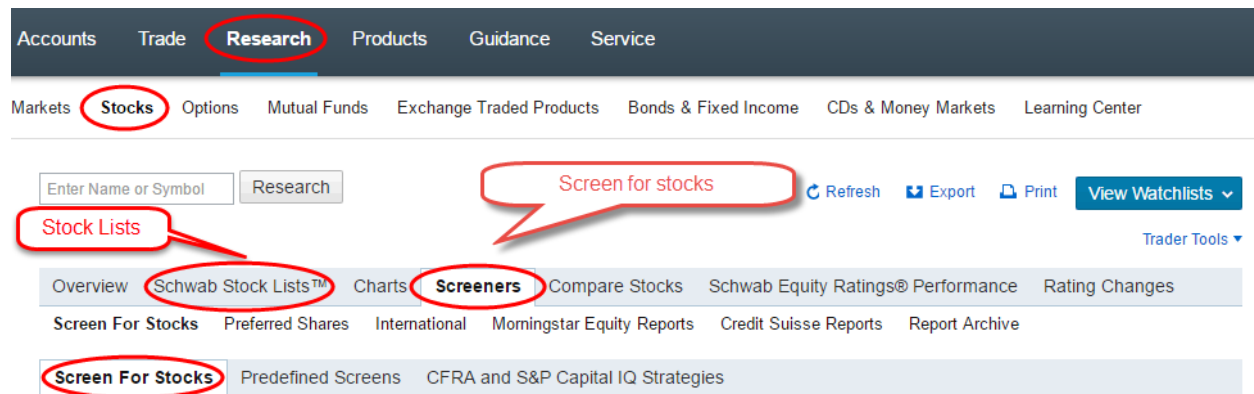 Accounts Trade Research Products Guidance Service
Markets Stocks Options Mutual Funds Exchange Traded Products Bonds & Fixed Income CDs & Money Markets Learning Center
Enter Name or Symbol Research Screen for stocks Refresh Export Print View Watchlists
Stock Lists
Trader Tools
Overview Schwab Stock Lists™ Charts Screeners Compare Stocks Schwab Equity Ratings® Performance Rating Changes
Screen For Stocks Preferred Shares International Morningstar Equity Reports Credit Suisse Reports Report Archive
Screen For Stocks Predefined Screens CFRA and S&P Capital IQ Strategies